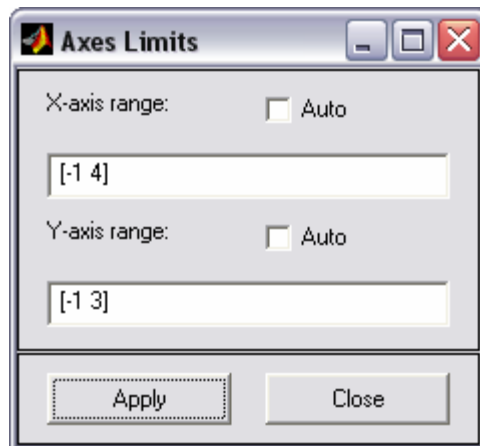 Axes Limits
X-axis range: Auto
[-1 4]
Y-axis range: Auto
[-1 3]
Apply Close